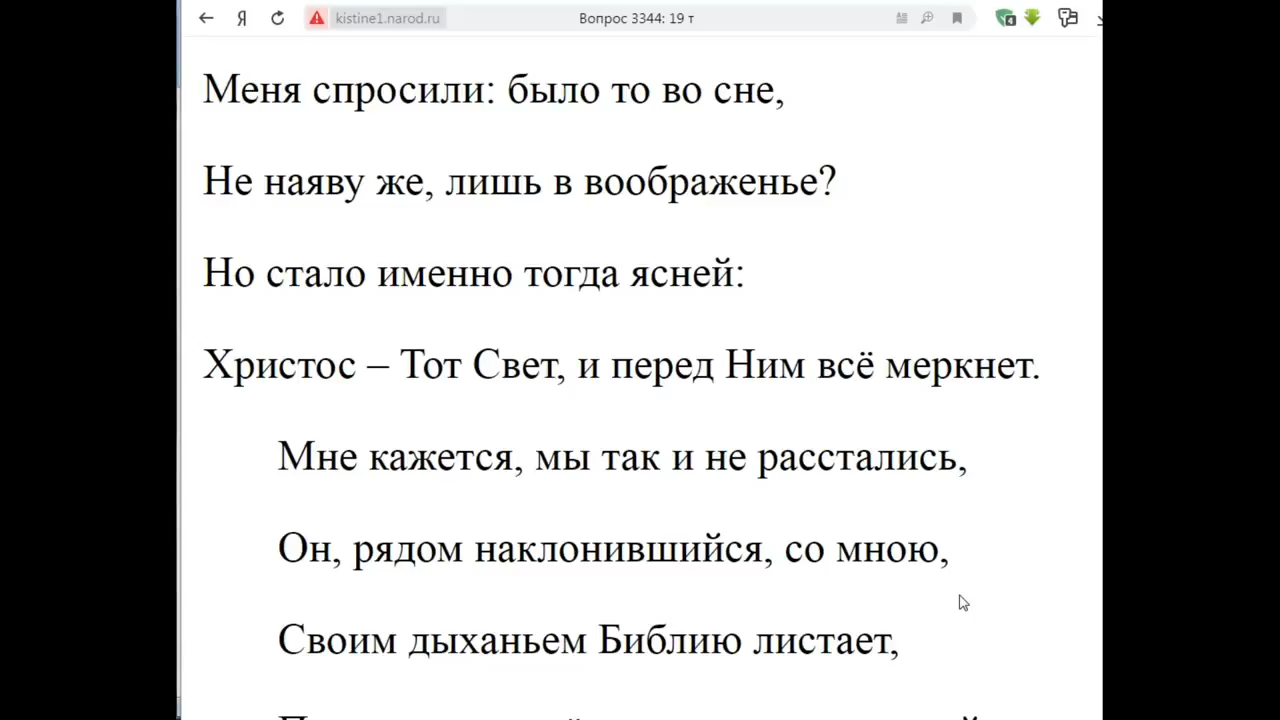 Я
kistine1.narod.ru
Вопрос 3344: 19 т
4
Меня спросили: было то во сне,
Не наяву же, лишь в воображенье?
Но стало именно тогда ясней:
Христос – Тот Свет, и перед Ним всё меркнет.
Мне кажется, мы так и не расстались,
Он, рядом наклонившийся, со мною,
Своим дыханьем Библию листает,